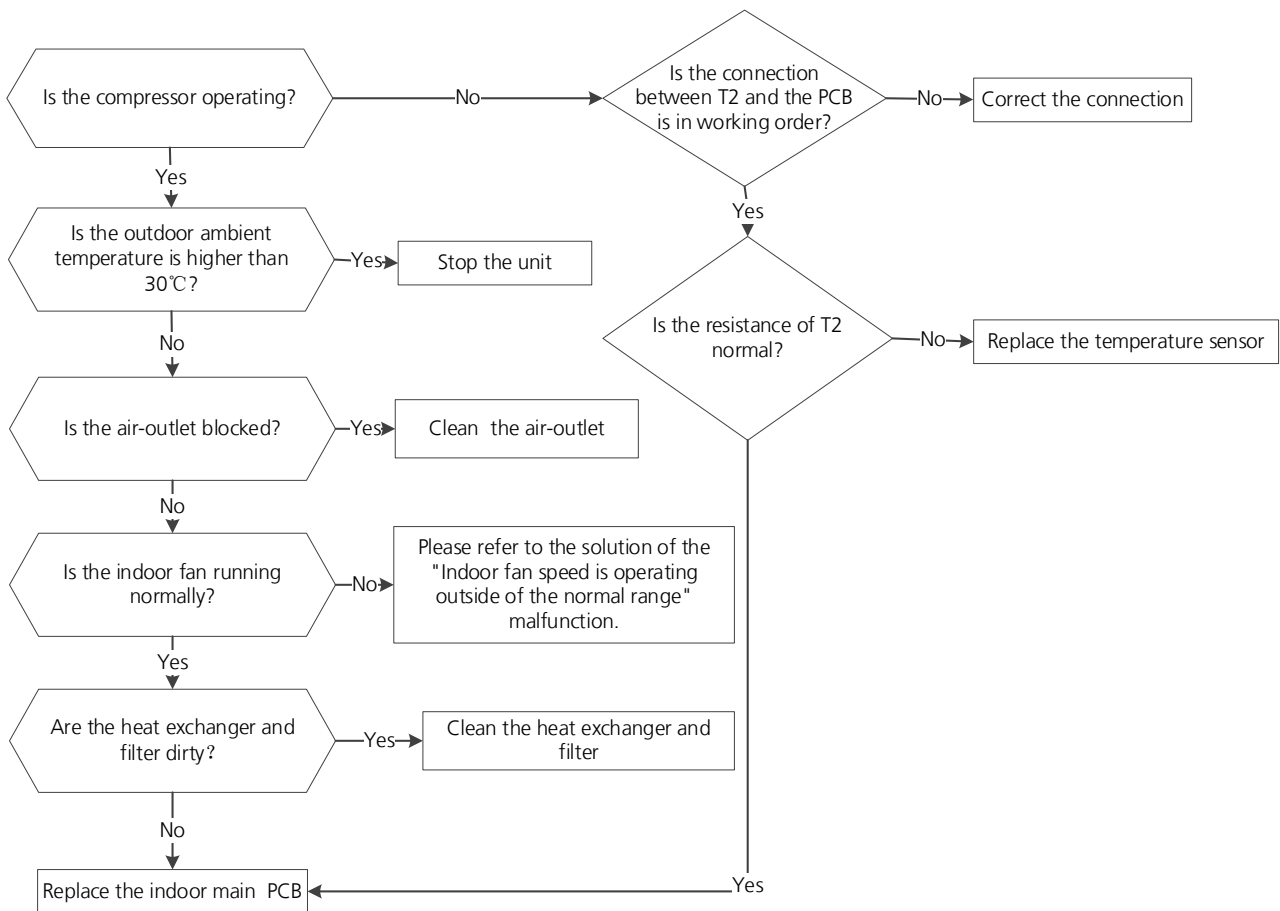 Is the compressor operating?
No
Is the connection
between T2 and the PCB
is in working order?
No
Correct the connection
Yes
Yes
Is the outdoor ambient
temperature is higher than
30℃?
Yes
Stop the unit
Is the resistance of T2
normal?
No
Replace the temperature sensor
No
Is the air-outlet blocked?
Yes
Clean the air-outlet
No
Is the indoor fan running
normally?
No
Please refer to the solution of the
"Indoor fan speed is operating
outside of the normal range"
malfunction.
Yes
Are the heat exchanger and
filter dirty?
Yes
Clean the heat exchanger and
filter
No
Replace the indoor main PCB
Yes